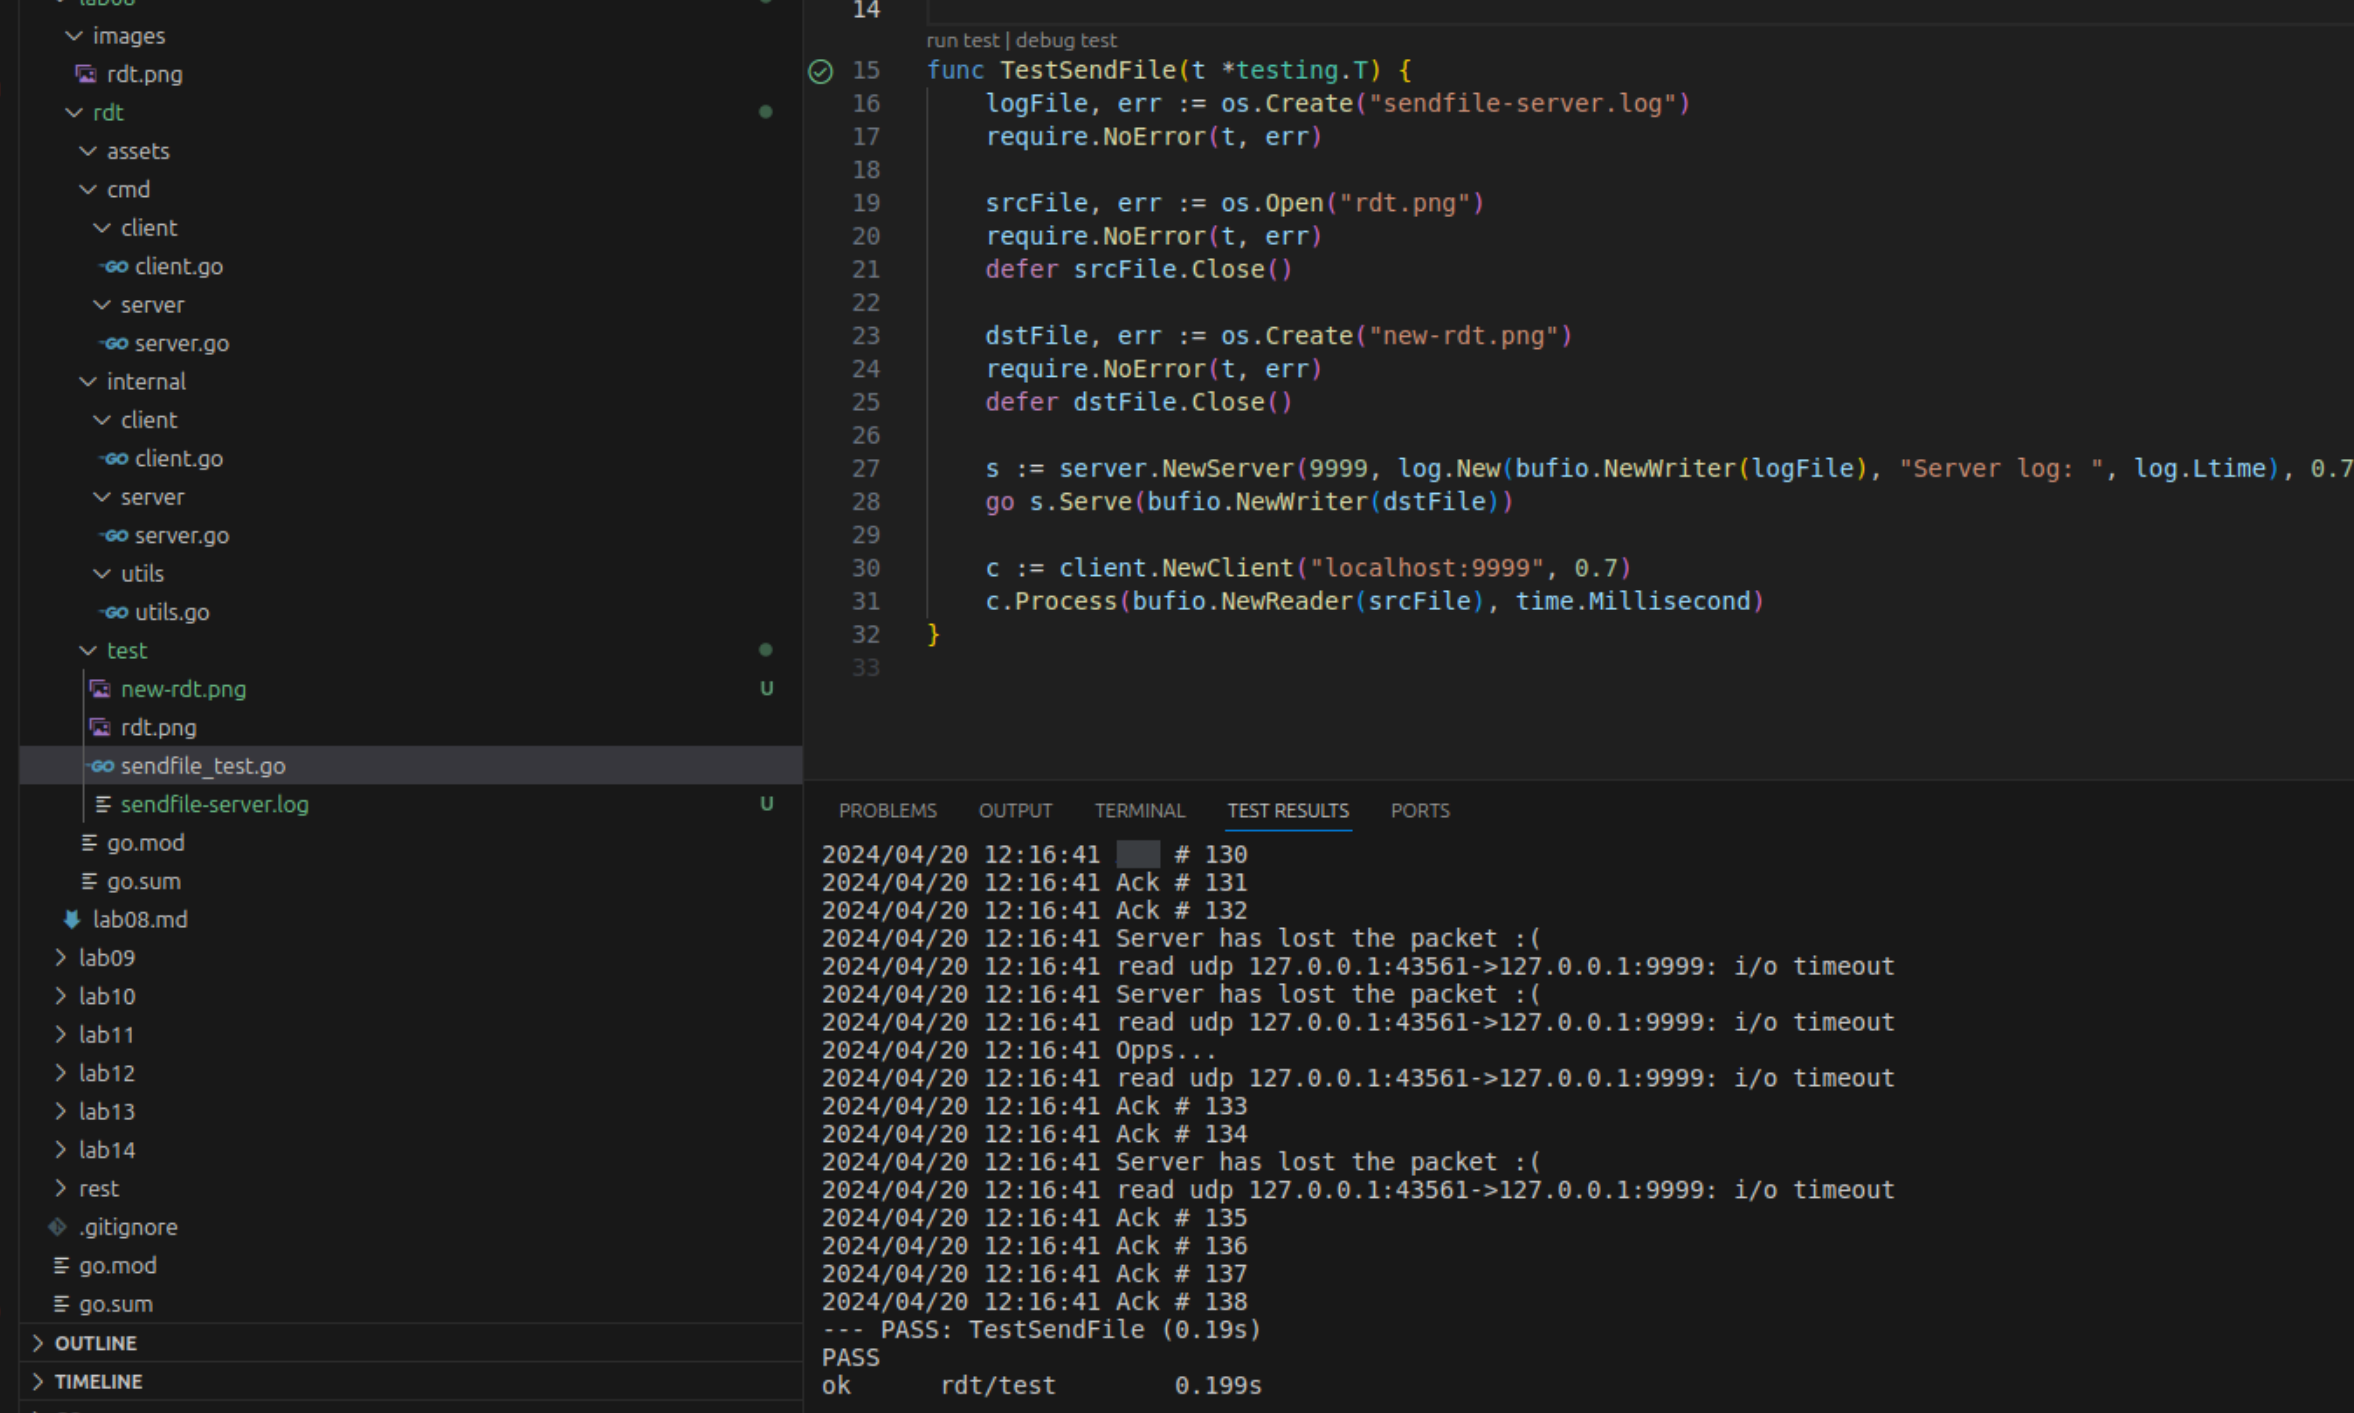 lab08
images
rdt.png
rdt
assets
cmd
client
client.go
server
server.go
internal
client
client.go
server
server.go
utils
utils.go
test
new-rdt.png U
rdt.png
sendfile_test.go
sendfile-server.log U
go.mod
go.sum
lab08.md
lab09
lab10
lab11
lab12
lab13
lab14
rest
.gitignore
go.mod
go.sum
OUTLINE
TIMELINE
14
run test | debug test
15 func TestSendFile(t *testing.T) {
16 logFile, err := os.Create("sendfile-server.log")
17 require.NoError(t, err)
18
19 srcFile, err := os.Open("rdt.png")
20 require.NoError(t, err)
21 defer srcFile.Close()
22
23 dstFile, err := os.Create("new-rdt.png")
24 require.NoError(t, err)
25 defer dstFile.Close()
26
27 s := server.NewServer(9999, log.New(bufio.NewWriter(logFile), "Server log: ", log.Ltime), 0.7
28 go s.Serve(bufio.NewWriter(dstFile))
29
30 c := client.NewClient("localhost:9999", 0.7)
31 c.Process(bufio.NewReader(srcFile), time.Millisecond)
32 }
33
PROBLEMS OUTPUT TERMINAL TEST RESULTS PORTS
2024/04/20 12:16:41 # 130
2024/04/20 12:16:41 Ack # 131
2024/04/20 12:16:41 Ack # 132
2024/04/20 12:16:41 Server has lost the packet :(
2024/04/20 12:16:41 read udp 127.0.0.1:43561->127.0.0.1:9999: i/o timeout
2024/04/20 12:16:41 Server has lost the packet :(
2024/04/20 12:16:41 read udp 127.0.0.1:43561->127.0.0.1:9999: i/o timeout
2024/04/20 12:16:41 Opps...
2024/04/20 12:16:41 read udp 127.0.0.1:43561->127.0.0.1:9999: i/o timeout
2024/04/20 12:16:41 Ack # 133
2024/04/20 12:16:41 Ack # 134
2024/04/20 12:16:41 Server has lost the packet :(
2024/04/20 12:16:41 read udp 127.0.0.1:43561->127.0.0.1:9999: i/o timeout
2024/04/20 12:16:41 Ack # 135
2024/04/20 12:16:41 Ack # 136
2024/04/20 12:16:41 Ack # 137
2024/04/20 12:16:41 Ack # 138
--- PASS: TestSendFile (0.19s)
PASS
ok rdt/test 0.199s